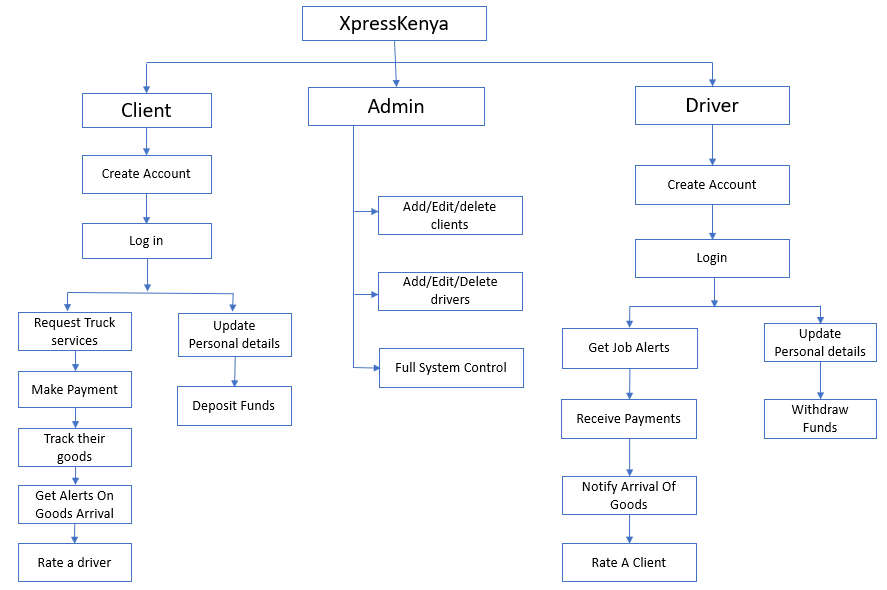 XpressKenya
Client
Admin
Driver
Create Account
Log in
Request Truck
services
Make Payment
Track their
goods
Get Alerts On
Goods Arrival
Rate a driver
Update
Personal details
Deposit Funds
Add/Edit/delete
clients
Add/Edit/Delete
drivers
Full System Control
Create Account
Login
Get Job Alerts
Receive Payments
Notify Arrival Of
Goods
Rate A Client
Update
Personal details
Withdraw
Funds